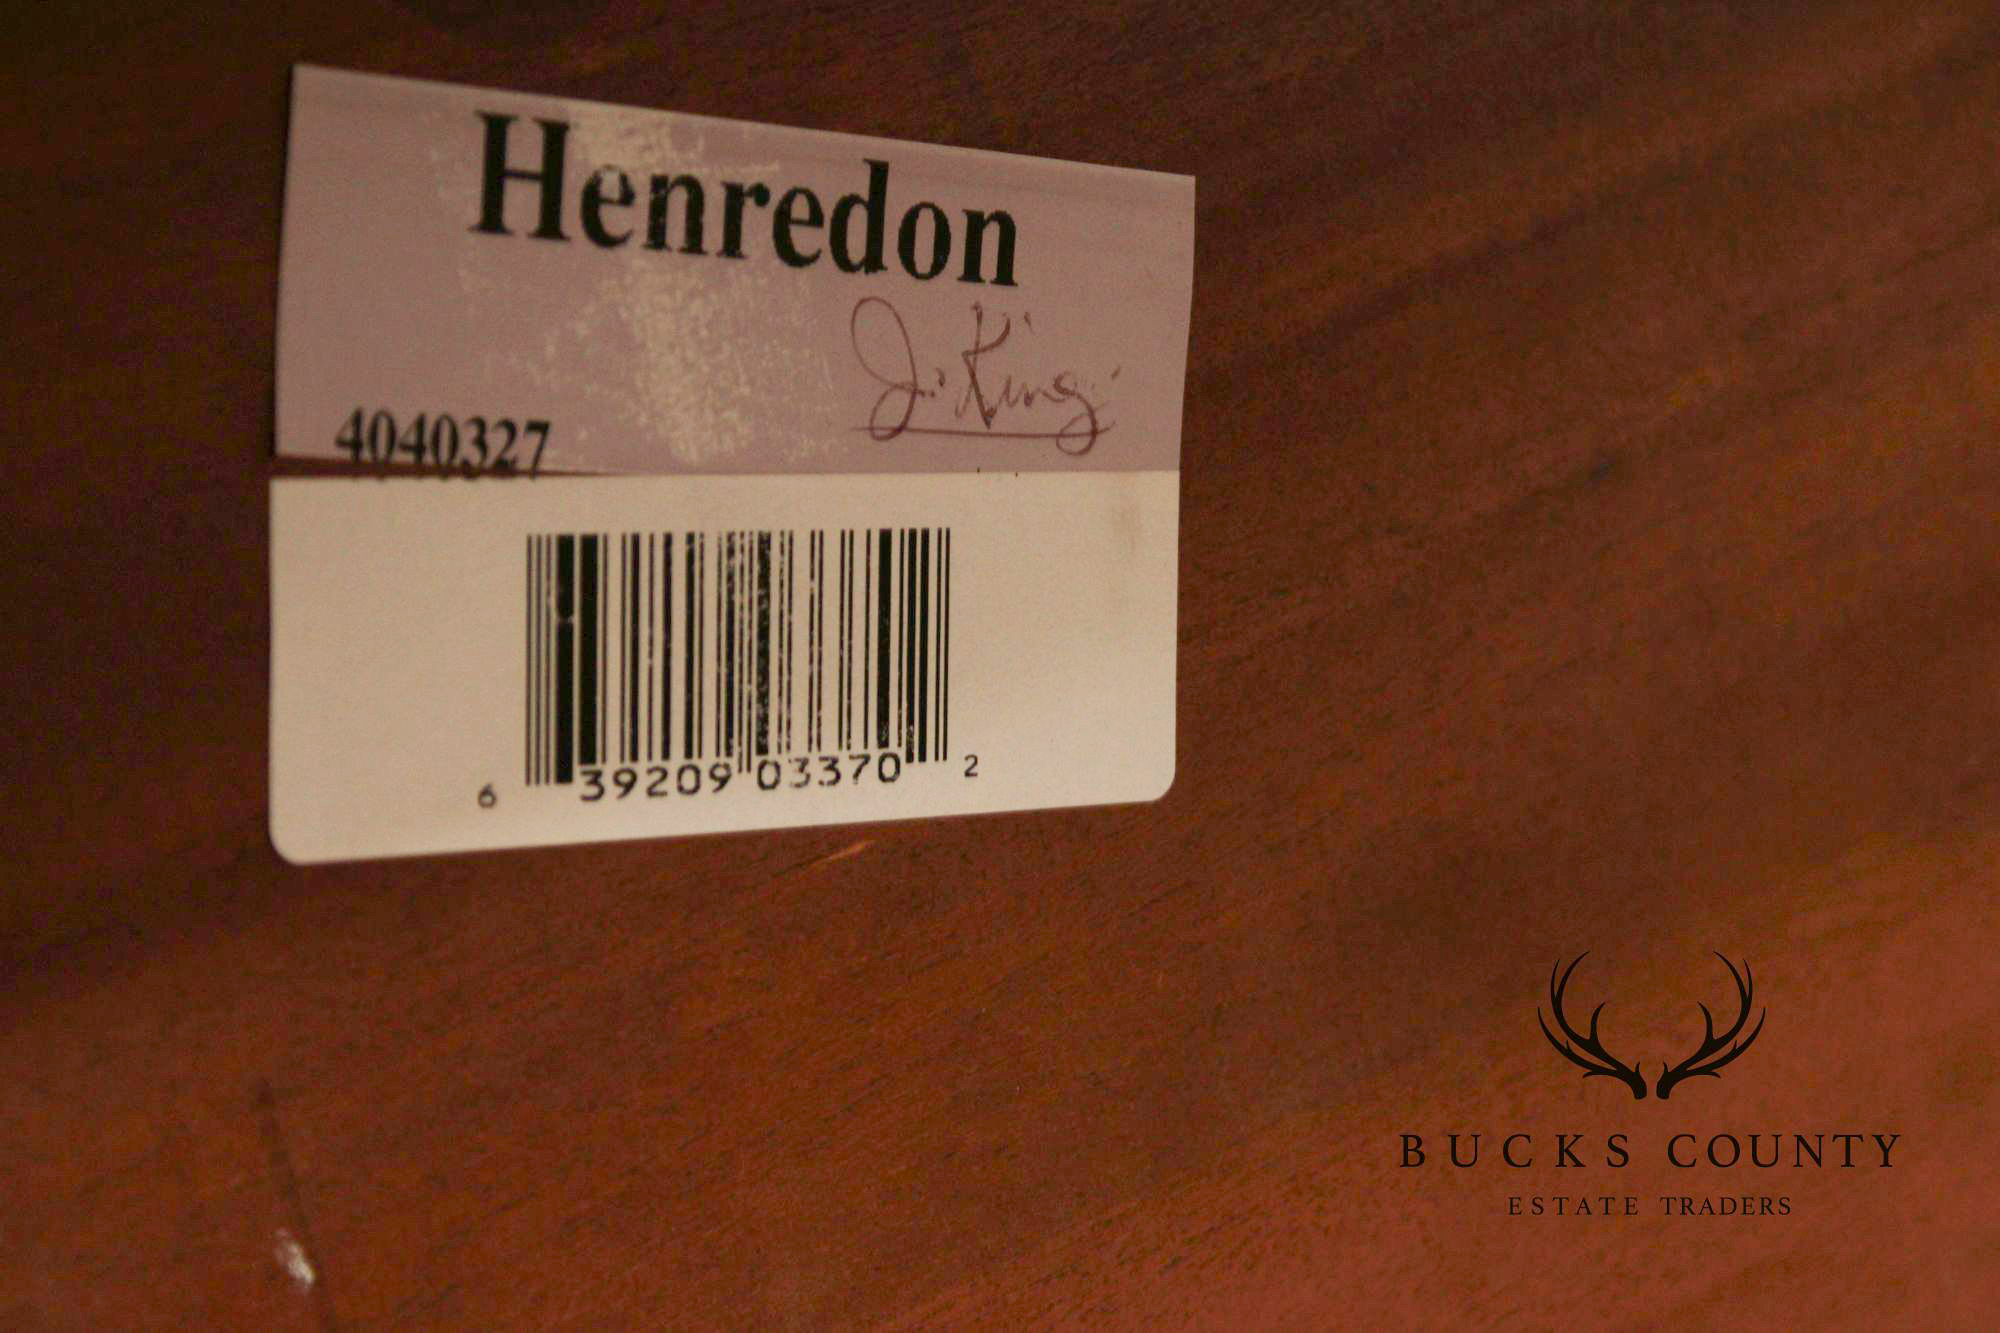 Henredon
J. King
4040327
6 39209 03370 2
BUCKS COUNTY
ESTATE TRADERS